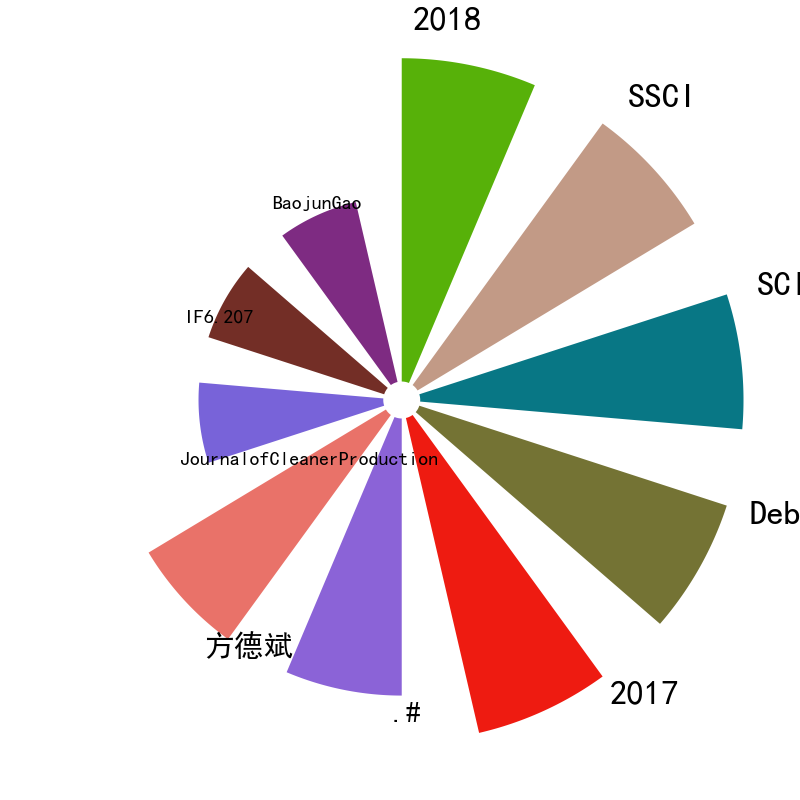 2018
SSCI
BaojunGao
SCI
IF6.207
JournalofCleanerProduction
Deb
方德斌
2017
.#